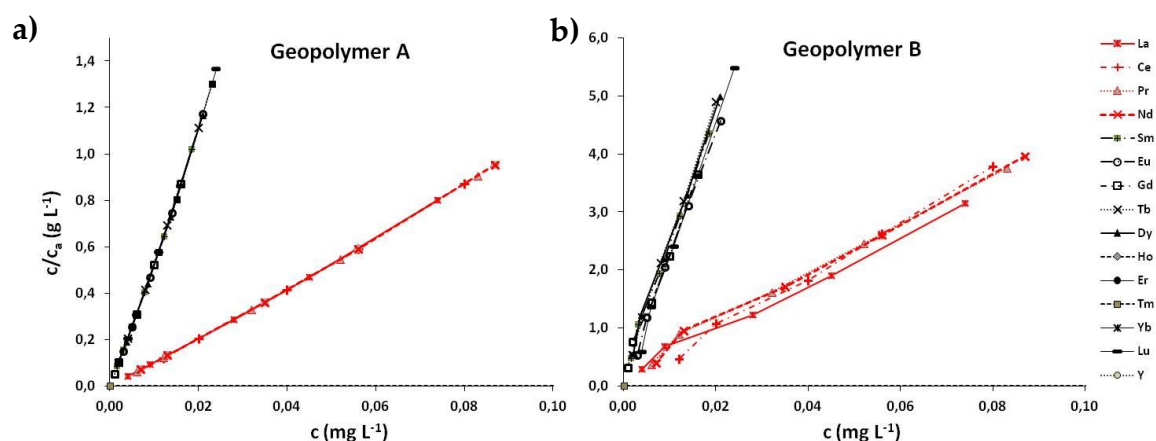 a)
Geopolymer A
c/ca (g L-1)
1,4
1,2
1,0
0,8
0,6
0,4
0,2
0,0
0,00 0,02 0,04 0,06 0,08 0,10
c (mg L-1)
b)
Geopolymer B
6,0
5,0
4,0
3,0
2,0
1,0
0,0
0,00 0,02 0,04 0,06 0,08 0,10
c (mg L-1)
La
Ce
Pr
Nd
Sm
Eu
Gd
Tb
Dy
Ho
Er
Tm
Yb
Lu
Y